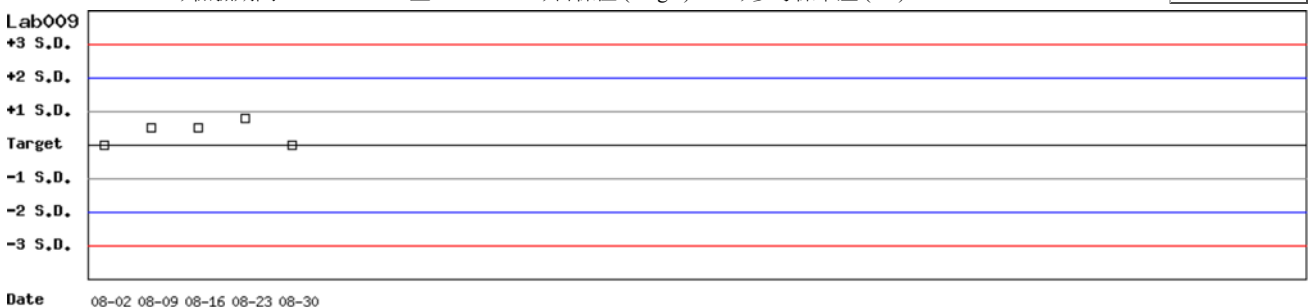 Lab009
+3 S.D.
+2 S.D.
+1 S.D.
Target
-1 S.D.
-2 S.D.
-3 S.D.
Date 08-02 08-09 08-16 08-23 08-30